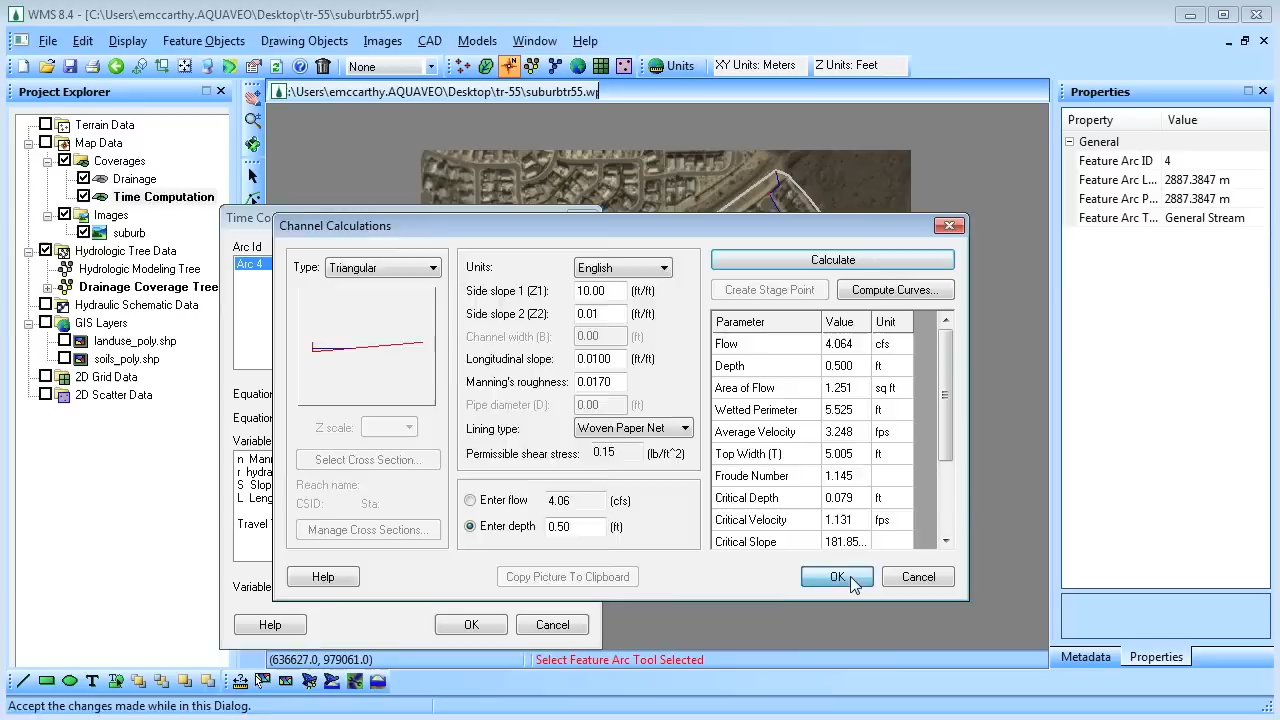 WMS 8.4 - [C:\Users\emccarthy.AQUAVEO\Desktop\tr-55\suburbtr55.wpr]
File Edit Display Feature Objects Drawing Objects Images CAD Models Window Help
None Units XY Units: Meters Z Units: Feet
Project Explorer
:\Users\emccarthy.AQUAVEO\Desktop\tr-55\suburbtr55.wp
Properties
Terrain Data
Map Data
Coverages
Drainage
Time Computation
Images
suburb
Hydrologic Tree Data
Hydrologic Modeling Tree
Drainage Coverage Tree
Hydraulic Schematic Data
GIS Layers
landuse_poly.shp
soils_poly.shp
2D Grid Data
2D Scatter Data
Property Value
General
Feature Arc ID 4
Feature Arc L... 2887.3847 m
Feature Arc P... 2887.3847 m
Feature Arc T... General Stream
Time Co
Arc Id
Arc 4
Equation
Equation
Variable
n Mann
r hydra
S Slop
L Leng
Travel
Variable
Help OK Cancel
Channel Calculations
Type: Triangular
Z scale:
Select Cross Section...
Reach name:
CSID: Sta:
Manage Cross Sections...
Units: English
Side slope 1 (Z1): 10.00 (ft/ft)
Side slope 2 (Z2): 0.01 (ft/ft)
Channel width (B): 0.00 (ft)
Longitudinal slope: 0.0100 (ft/ft)
Manning's roughness: 0.0170
Pipe diameter (D): 0.00 (ft)
Lining type: Woven Paper Net
Permissible shear stress: 0.15 (lb/ft^2)
Enter flow 4.06 (cfs)
Enter depth 0.50 (ft)
Calculate
Create Stage Point Compute Curves...
Parameter Value Unit
Flow 4.064 cfs
Depth 0.500 ft
Area of Flow 1.251 sq ft
Wetted Perimeter 5.525 ft
Average Velocity 3.248 fps
Top Width (T) 5.005 ft
Froude Number 1.145
Critical Depth 0.079 ft
Critical Velocity 1.131 fps
Critical Slope 181.85...
Help Copy Picture To Clipboard OK Cancel
(636627.0, 979061.0) Select Feature Arc Tool Selected
Metadata Properties
T
Accept the changes made while in this Dialog.